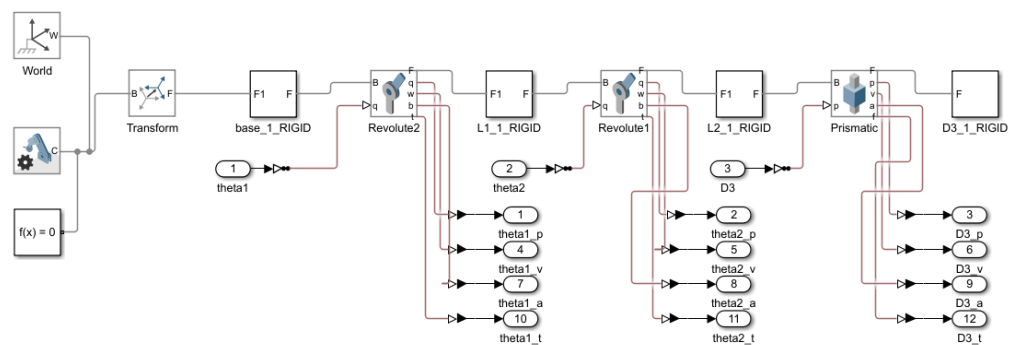 W
World
C
f(x) = 0
B F
Transform
F1 F
base_1_RIGID
B F
q q
w
b
t
Revolute2
F1 F
L1_1_RIGID
B F
q q
w
b
t
Revolute1
F1 F
L2_1_RIGID
B F
p p
v
a
f
Prismatic
F
D3_1_RIGID
1
theta1
2
theta2
3
D3
1
theta1_p
4
theta1_v
7
theta1_a
10
theta1_t
2
theta2_p
5
theta2_v
8
theta2_a
11
theta2_t
3
D3_p
6
D3_v
9
D3_a
12
D3_t